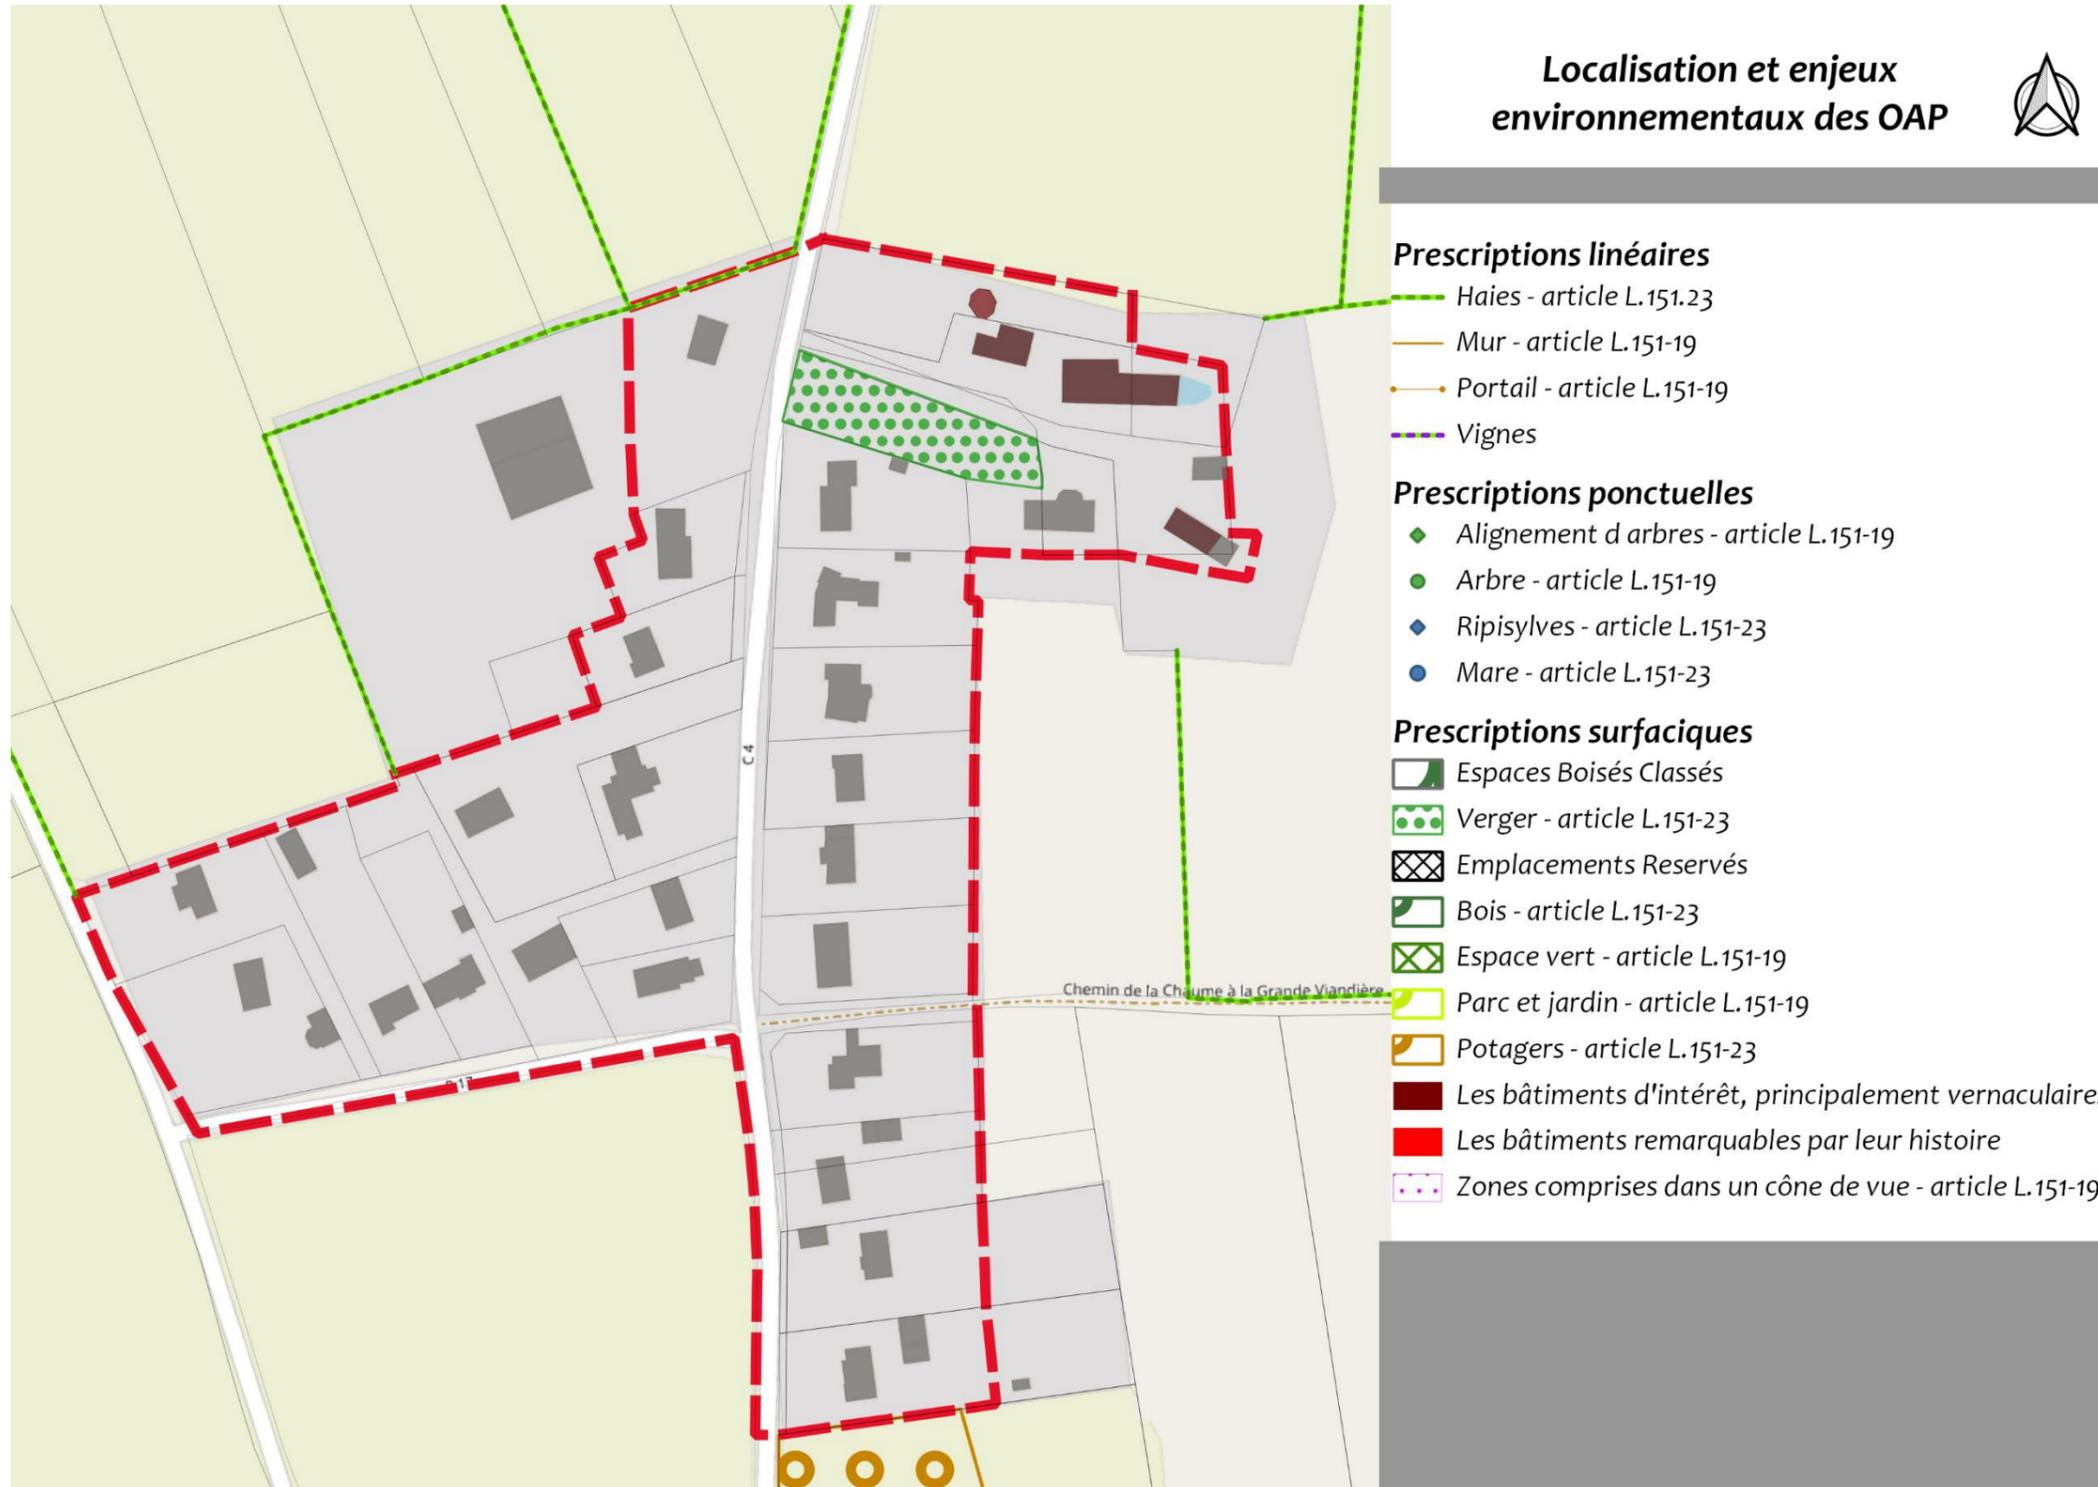 Localisation et enjeux
environnementaux des OAP
Prescriptions linéaires
Haies - article L.151.23
Mur - article L.151-19
Portail - article L.151-19
Vignes
Prescriptions ponctuelles
Alignement d arbres - article L.151-19
Arbre - article L.151-19
Ripisylves - article L.151-23
Mare - article L.151-23
Prescriptions surfaciques
Espaces Boisés Classés
Verger - article L.151-23
Emplacements Reservés
Bois - article L.151-23
Espace vert - article L.151-19
Parc et jardin - article L.151-19
Potagers - article L.151-23
Les bâtiments d'intérêt, principalement vernaculaire
Les bâtiments remarquables par leur histoire
Zones comprises dans un cône de vue - article L.151-19
C 4
Chemin de la Chaume à la Grande Viandière